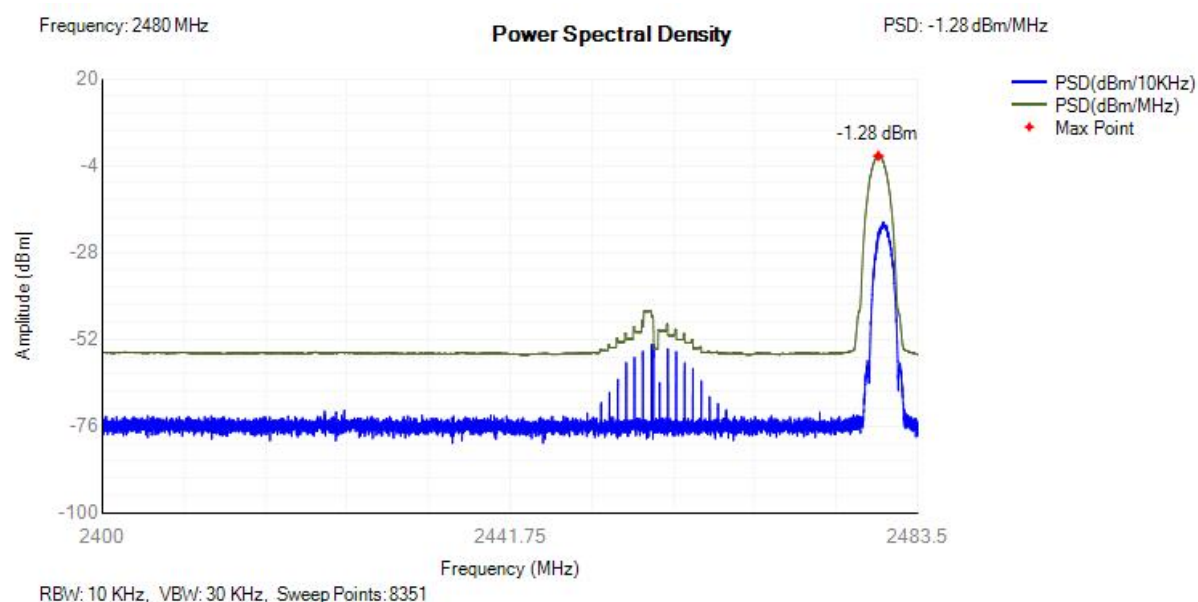 Frequency: 2480 MHz
Power Spectral Density
PSD: -1.28 dBm/MHz
PSD(dBm/10KHz)
PSD(dBm/MHz)
Max Point
-1.28 dBm
20
-4
-28
-52
-76
-100
Amplitude (dBm)
2400
2441.75
2483.5
Frequency (MHz)
RBW: 10 KHz, VBW: 30 KHz, Sweep Points: 8351